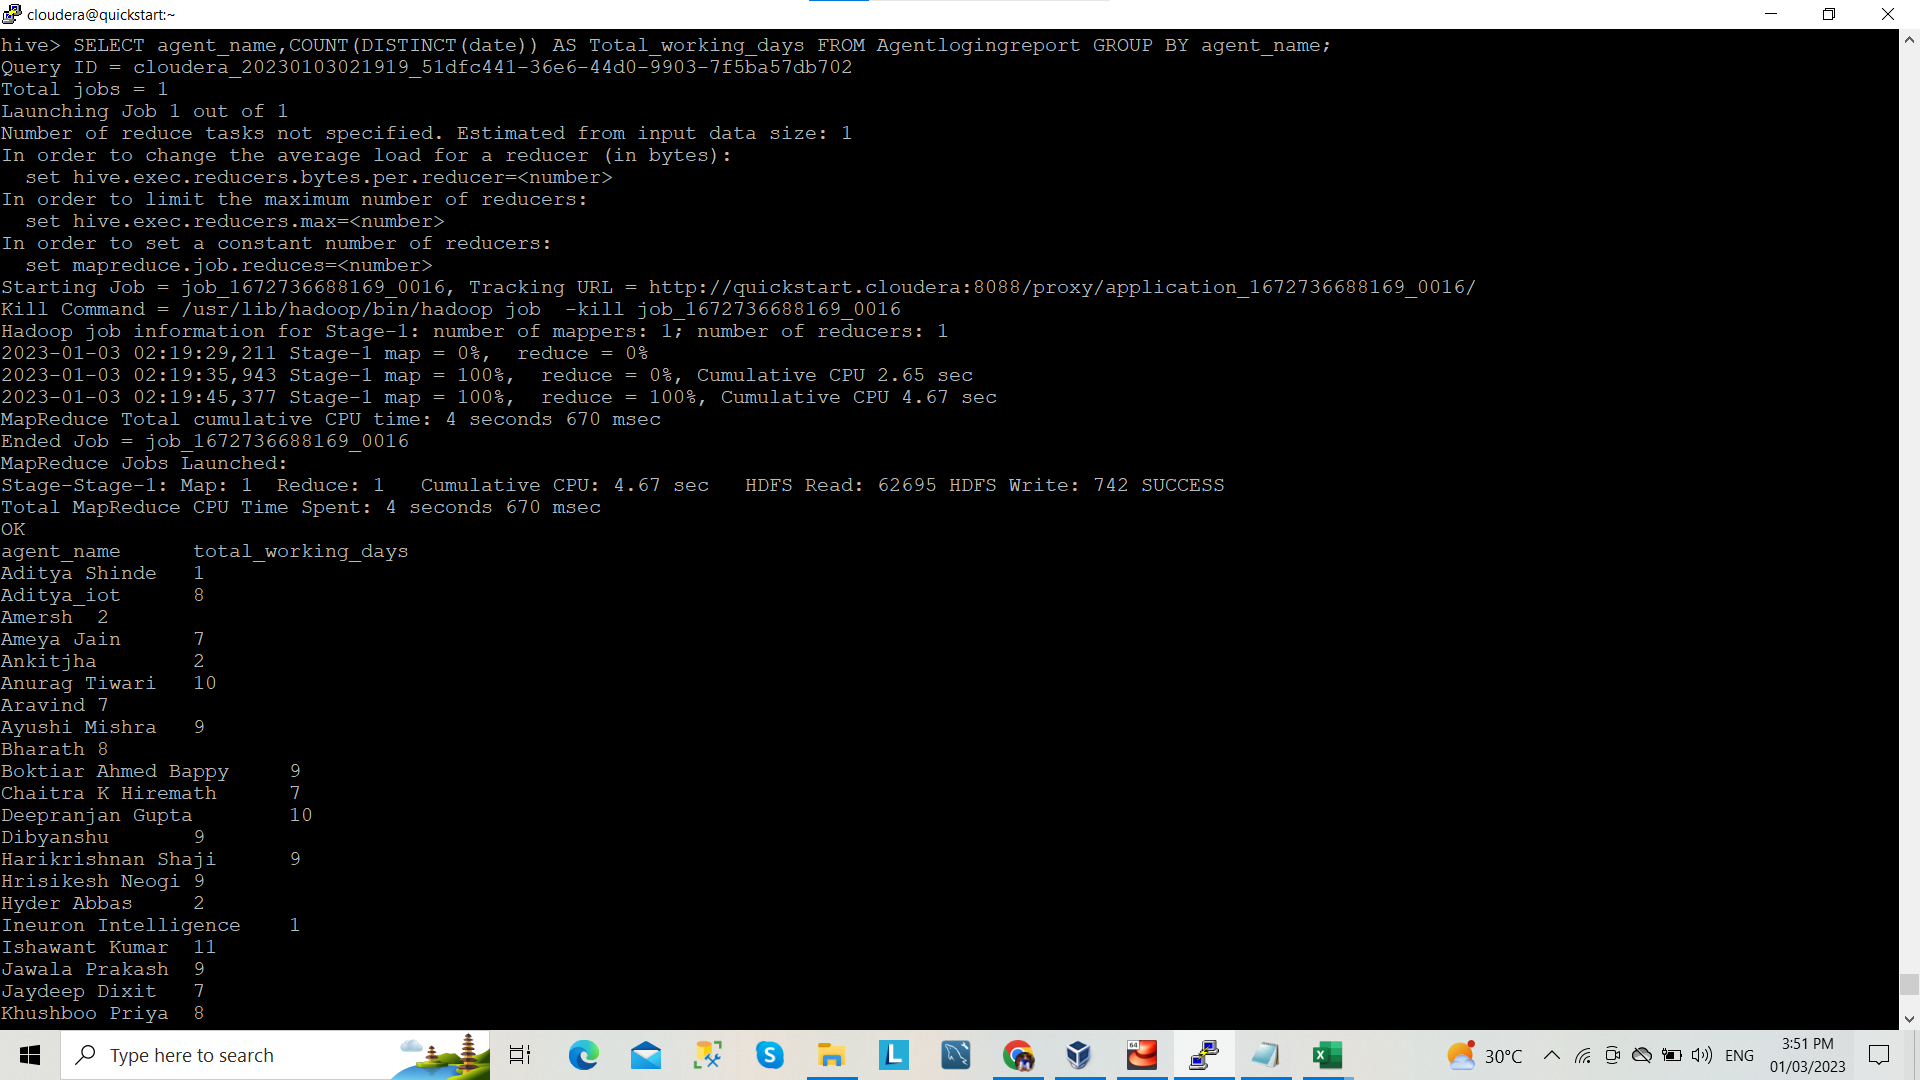 cloudera@quickstart:~
hive> SELECT agent_name,COUNT(DISTINCT(date)) AS Total_working_days FROM Agentlogingreport GROUP BY agent_name;
Query ID = cloudera_20230103021919_51dfc441-36e6-44d0-9903-7f5ba57db702
Total jobs = 1
Launching Job 1 out of 1
Number of reduce tasks not specified. Estimated from input data size: 1
In order to change the average load for a reducer (in bytes):
  set hive.exec.reducers.bytes.per.reducer=<number>
In order to limit the maximum number of reducers:
  set hive.exec.reducers.max=<number>
In order to set a constant number of reducers:
  set mapreduce.job.reduces=<number>
Starting Job = job_1672736688169_0016, Tracking URL = http://quickstart.cloudera:8088/proxy/application_1672736688169_0016/
Kill Command = /usr/lib/hadoop/bin/hadoop job  -kill job_1672736688169_0016
Hadoop job information for Stage-1: number of mappers: 1; number of reducers: 1
2023-01-03 02:19:29,211 Stage-1 map = 0%,  reduce = 0%
2023-01-03 02:19:35,943 Stage-1 map = 100%,  reduce = 0%, Cumulative CPU 2.65 sec
2023-01-03 02:19:45,377 Stage-1 map = 100%,  reduce = 100%, Cumulative CPU 4.67 sec
MapReduce Total cumulative CPU time: 4 seconds 670 msec
Ended Job = job_1672736688169_0016
MapReduce Jobs Launched:
Stage-Stage-1: Map: 1  Reduce: 1   Cumulative CPU: 4.67 sec   HDFS Read: 62695 HDFS Write: 742 SUCCESS
Total MapReduce CPU Time Spent: 4 seconds 670 msec
OK
agent_name      total_working_days
Aditya Shinde   1
Aditya_iot      8
Amersh  2
Ameya Jain      7
Ankitjha        2
Anurag Tiwari   10
Aravind 7
Ayushi Mishra   9
Bharath 8
Boktiar Ahmed Bappy     9
Chaitra K Hiremath      7
Deepranjan Gupta        10
Dibyanshu       9
Harikrishnan Shaji      9
Hrisikesh Neogi 9
Hyder Abbas     2
Ineuron Intelligence    1
Ishawant Kumar  11
Jawala Prakash  9
Jaydeep Dixit   7
Khushboo Priya  8
Type here to search
30°C
ENG
3:51 PM
01/03/2023